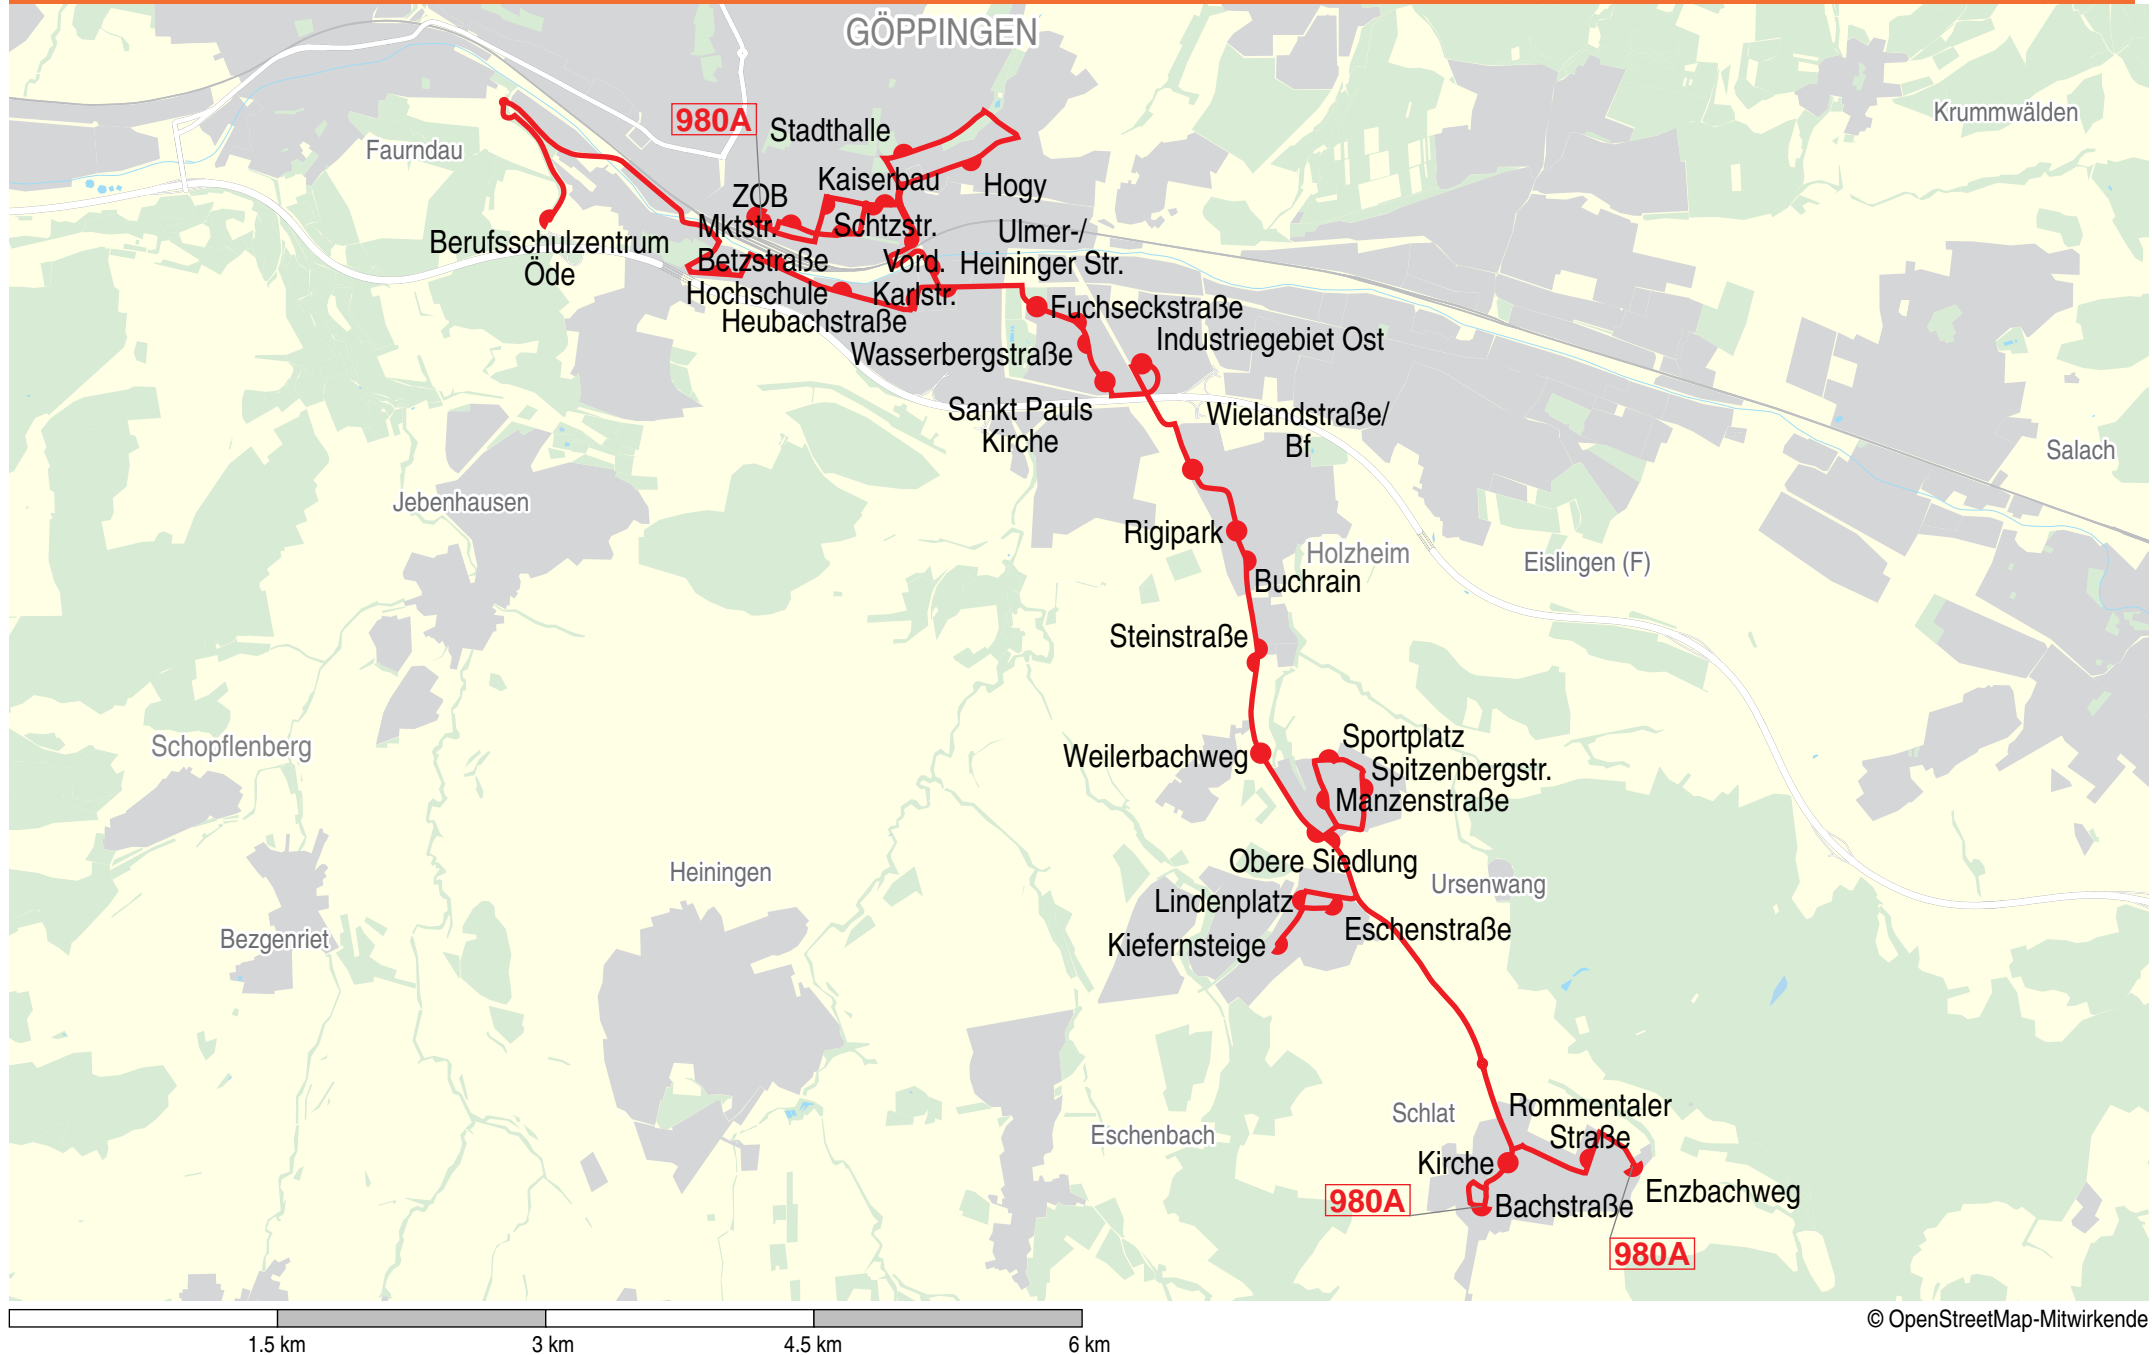 GÖPPINGEN
Krummwälden
980A
Stadthalle
Faurndau
Kaiserbau
Hogy
ZOB
Mktstr.
Schtzstr.
Ulmer-/
Heininger Str.
Berufsschulzentrum
Öde
Betzstraße
Vord.
Karlstr.
Hochschule
Heubachstraße
Fuchseckstraße
Industriegebiet Ost
Wasserbergstraße
Sankt Pauls
Kirche
Wielandstraße/
Bf
Salach
Jebenhausen
Rigipark
Holzheim
Eislingen (F)
Buchrain
Steinstraße
Schopflenberg
Weilerbachweg
Sportplatz
Spitzenbergstr.
Manzenstraße
Obere Siedlung
Heiningen
Ursenwang
Lindenplatz
Eschenstraße
Bezgenriet
Kiefernsteige
Schlat
Rommentaler
Straße
Eschenbach
Kirche
980A
Bachstraße
Enzbachweg
980A
© OpenStreetMap-Mitwirkende
1.5 km
3 km
4.5 km
6 km